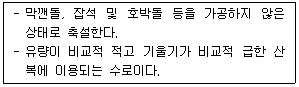 - 막깬돌, 잡석 및 호박돌 등을 가공하지 않은
상태로 축설한다.
- 유량이 비교적 적고 기울기가 비교적 급한 산
복에 이용되는 수로이다.